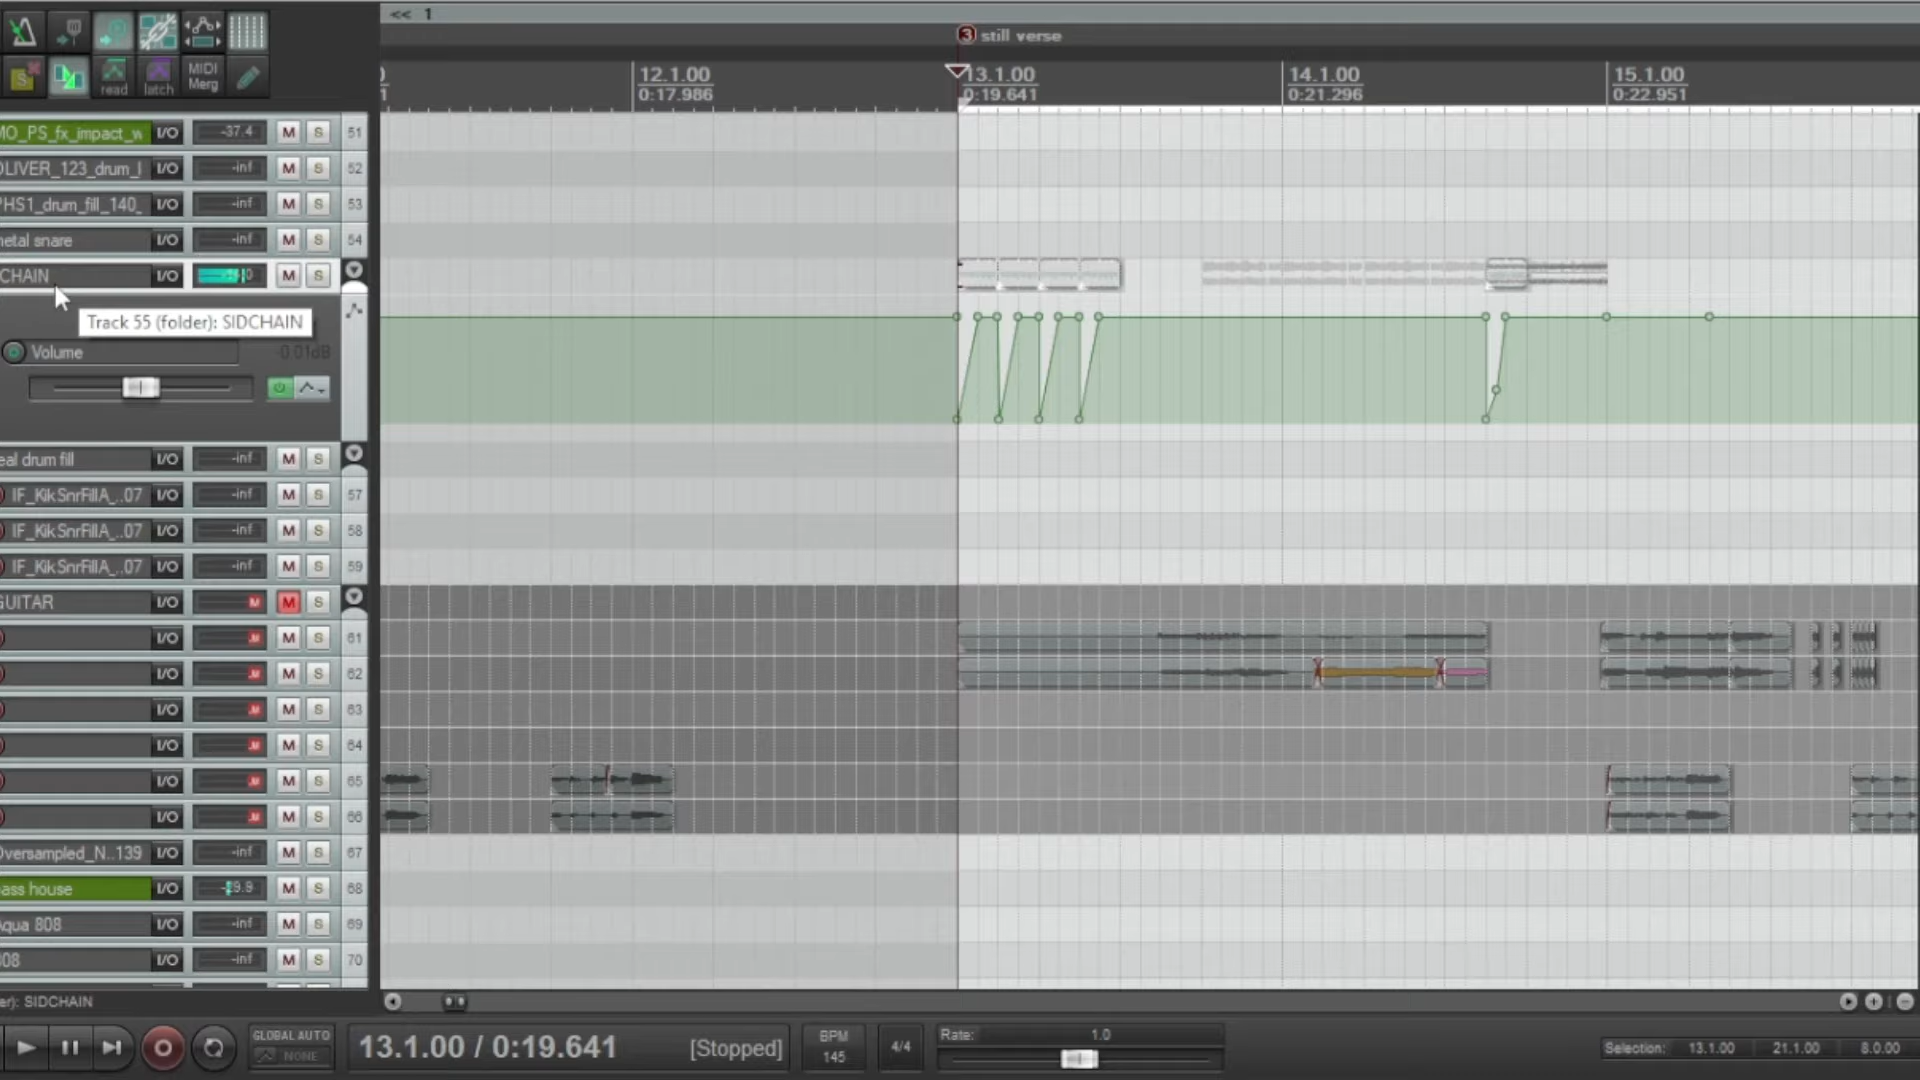 << 1
3 still verse
12.1.00
0:17.986
13.1.00
0:19.641
14.1.00
0:21.296
15.1.00
0:22.951
read
latch
MIDI
Merg
MO_PS_fx_impact_w I/O -37.4 M S 51
OLIVER_123_drum_l I/O -inf M S 52
PHS1_drum_fill_140_ I/O -inf M S 53
metal snare I/O -inf M S 54
CHAIN I/O M S
Track 55 (folder): SIDCHAIN
Volume -0.01dB
eal drum fill I/O -inf M S
IF_KikSnrFillA_..07 I/O -inf M S 57
IF_KikSnrFillA_..07 I/O -inf M S 58
IF_KikSnrFillA_..07 I/O -inf M S 59
GUITAR I/O M M S
I/O M M S 61
I/O M M S 62
I/O M M S 63
I/O M M S 64
I/O M M S 65
I/O M M S 66
Oversampled_N..139 I/O -inf M S 67
bass house I/O M S 68
Aqua 808 I/O -inf M S 69
808 I/O -inf M S 70
er): SIDCHAIN
GLOBAL AUTO
NONE
13.1.00 / 0:19.641 [Stopped]
BPM
145
4/4
Rate: 1.0
Selection: 13.1.00 21.1.00 8.0.00